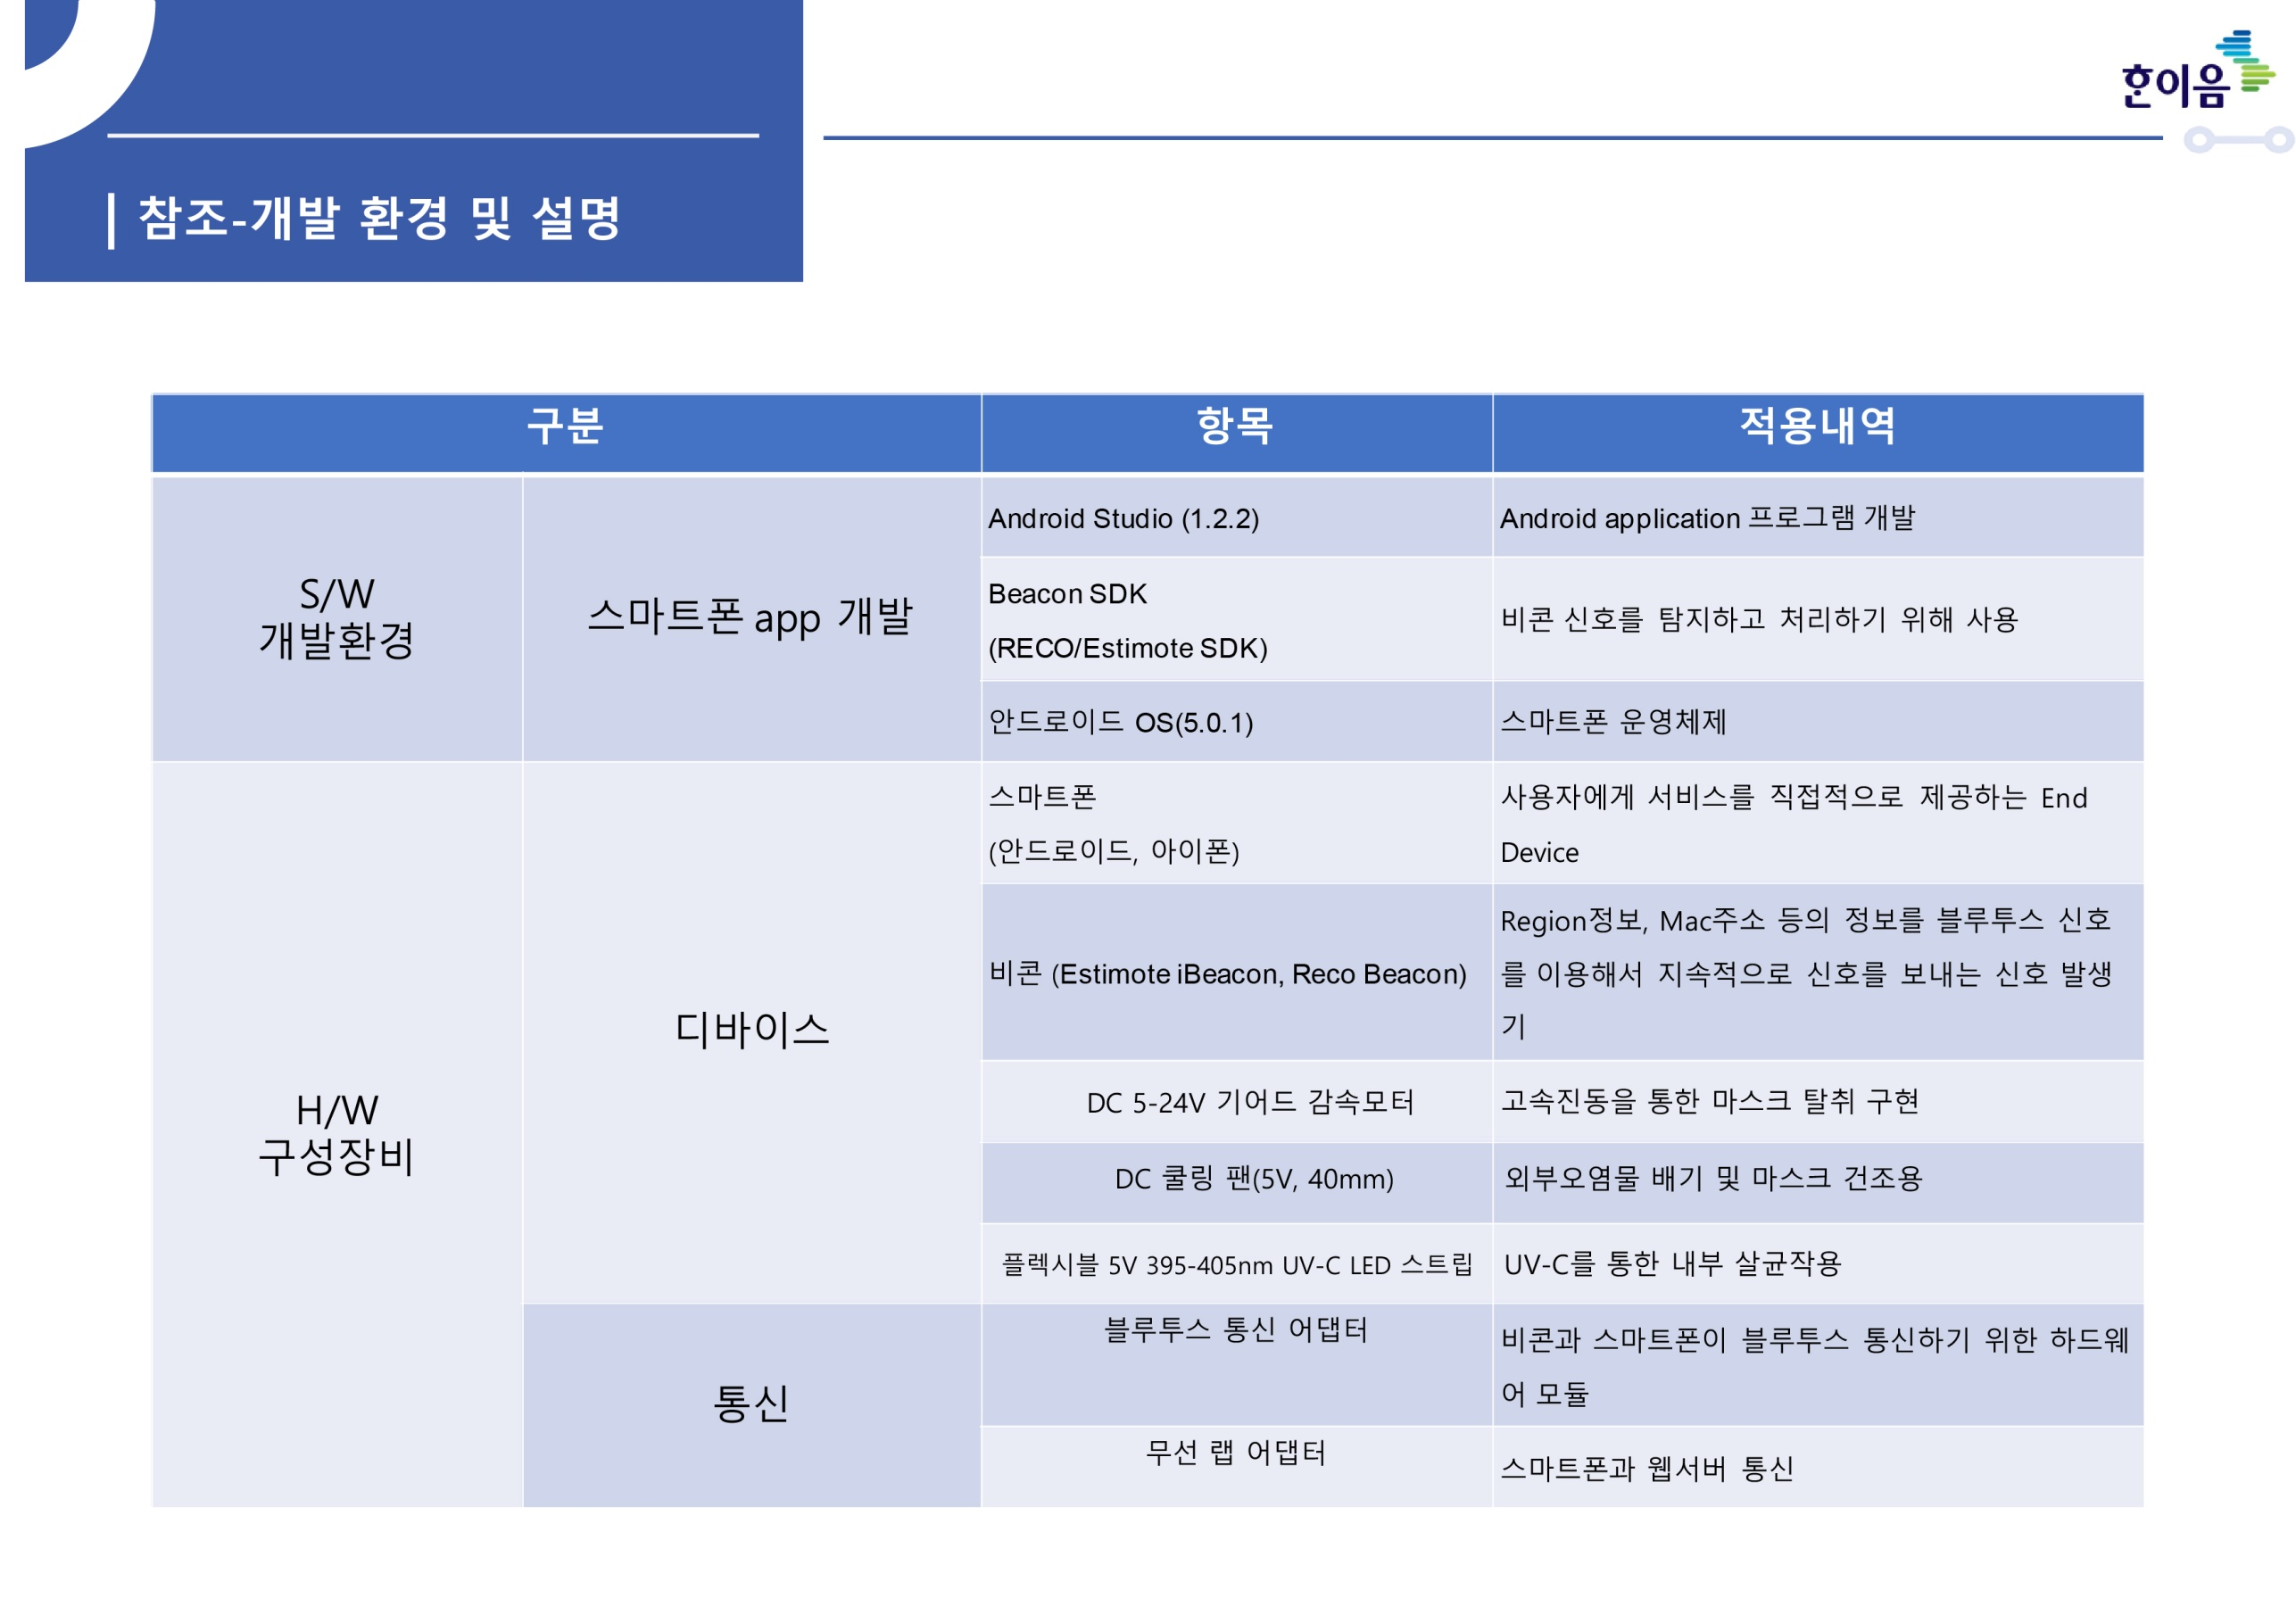 한이음
참조-개발 환경 및 설명
구분 항목 적용내역
S/W
개발환경
스마트폰 app 개발
Android Studio (1.2.2)
Android application 프로그램 개발
Beacon SDK
(RECO/Estimote SDK)
비콘 신호를 탐지하고 처리하기 위해 사용
안드로이드 OS(5.0.1)
스마트폰 운영체제
H/W
구성장비
디바이스
스마트폰
(안드로이드, 아이폰)
사용자에게 서비스를 직접적으로 제공하는 End
Device
비콘 (Estimote iBeacon, Reco Beacon)
Region정보, Mac주소 등의 정보를 블루투스 신호
를 이용해서 지속적으로 신호를 보내는 신호 발생
기
DC 5-24V 기어드 감속모터
고속진동을 통한 마스크 탈취 구현
DC 쿨링 팬(5V, 40mm)
외부오염물 배기 및 마스크 건조용
플렉시블 5V 395-405nm UV-C LED 스트립
UV-C를 통한 내부 살균작용
통신
블루투스 통신 어댑터
비콘과 스마트폰이 블루투스 통신하기 위한 하드웨
어 모듈
무선 랩 어댑터
스마트폰과 웹서버 통신